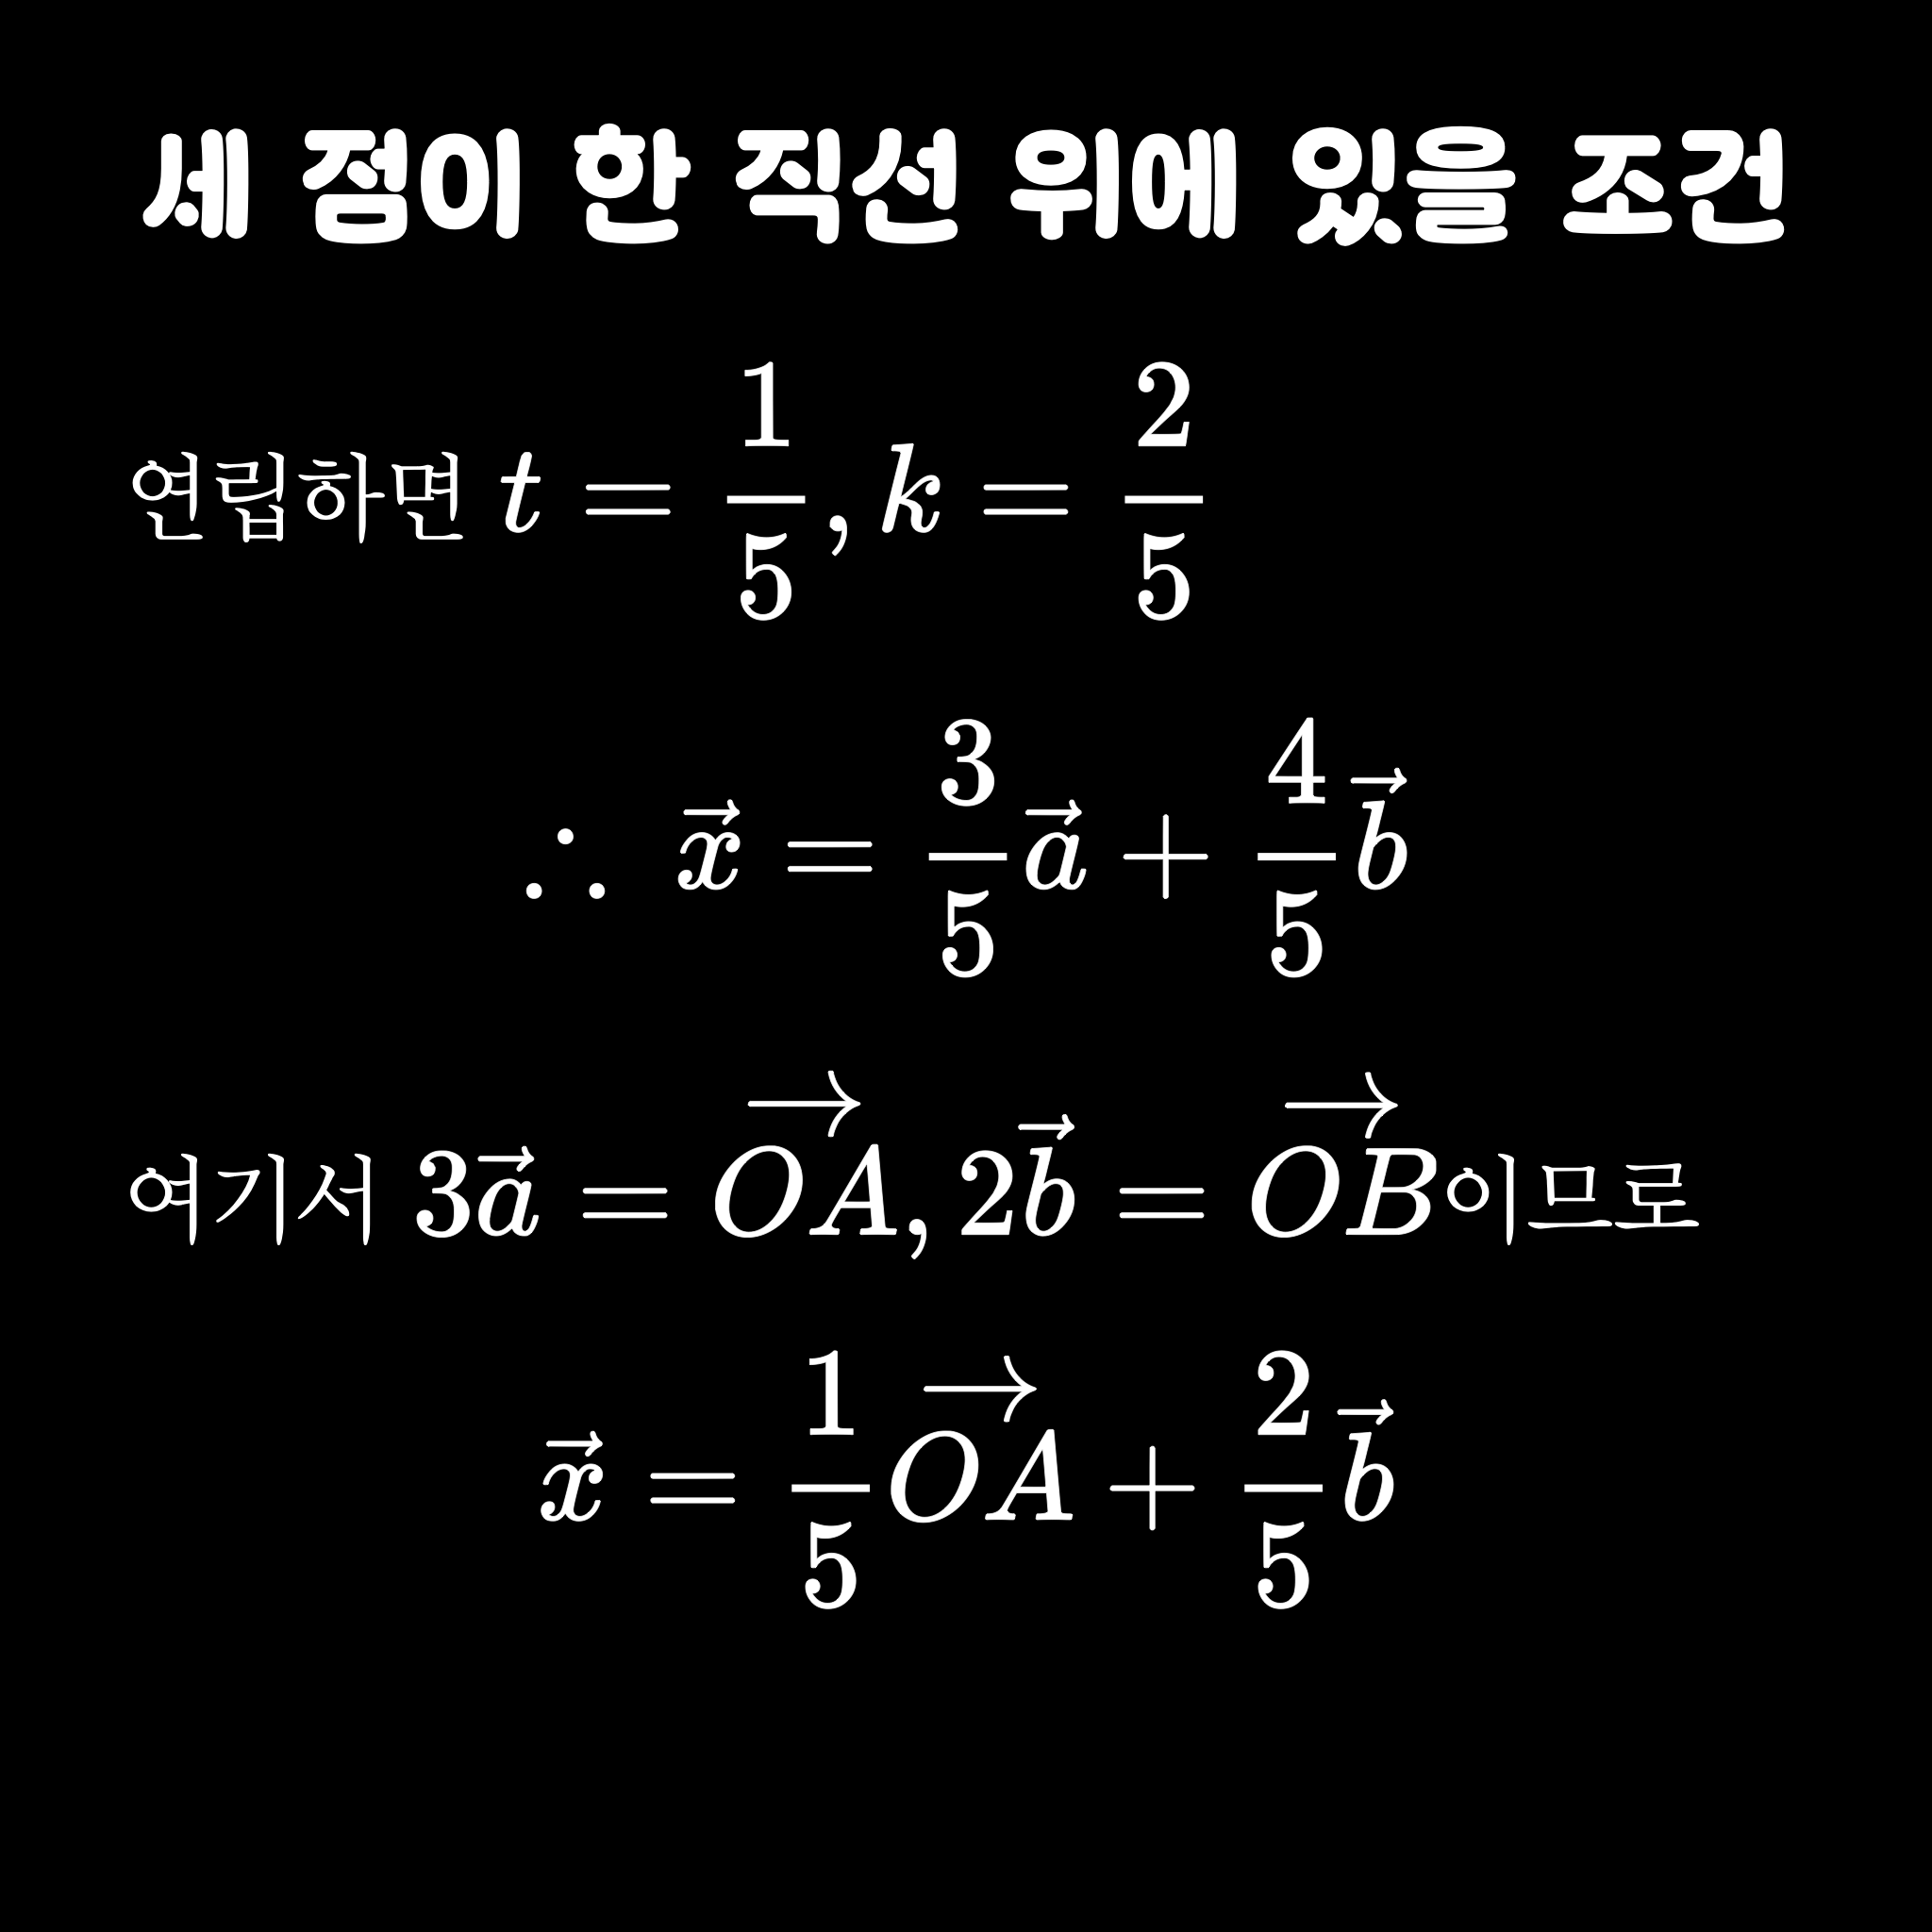 세 점이 한 직선 위에 있을 조건
연립하면 $t = \frac{1}{5}, k = \frac{2}{5}$
$\therefore \vec{x} = \frac{3}{5}\vec{a} + \frac{4}{5}\vec{b}$
여기서 $3\vec{a} = \overrightarrow{OA}, 2\vec{b} = \overrightarrow{OB}$이므로
$\vec{x} = \frac{1}{5}\overrightarrow{OA} + \frac{2}{5}\vec{b}$